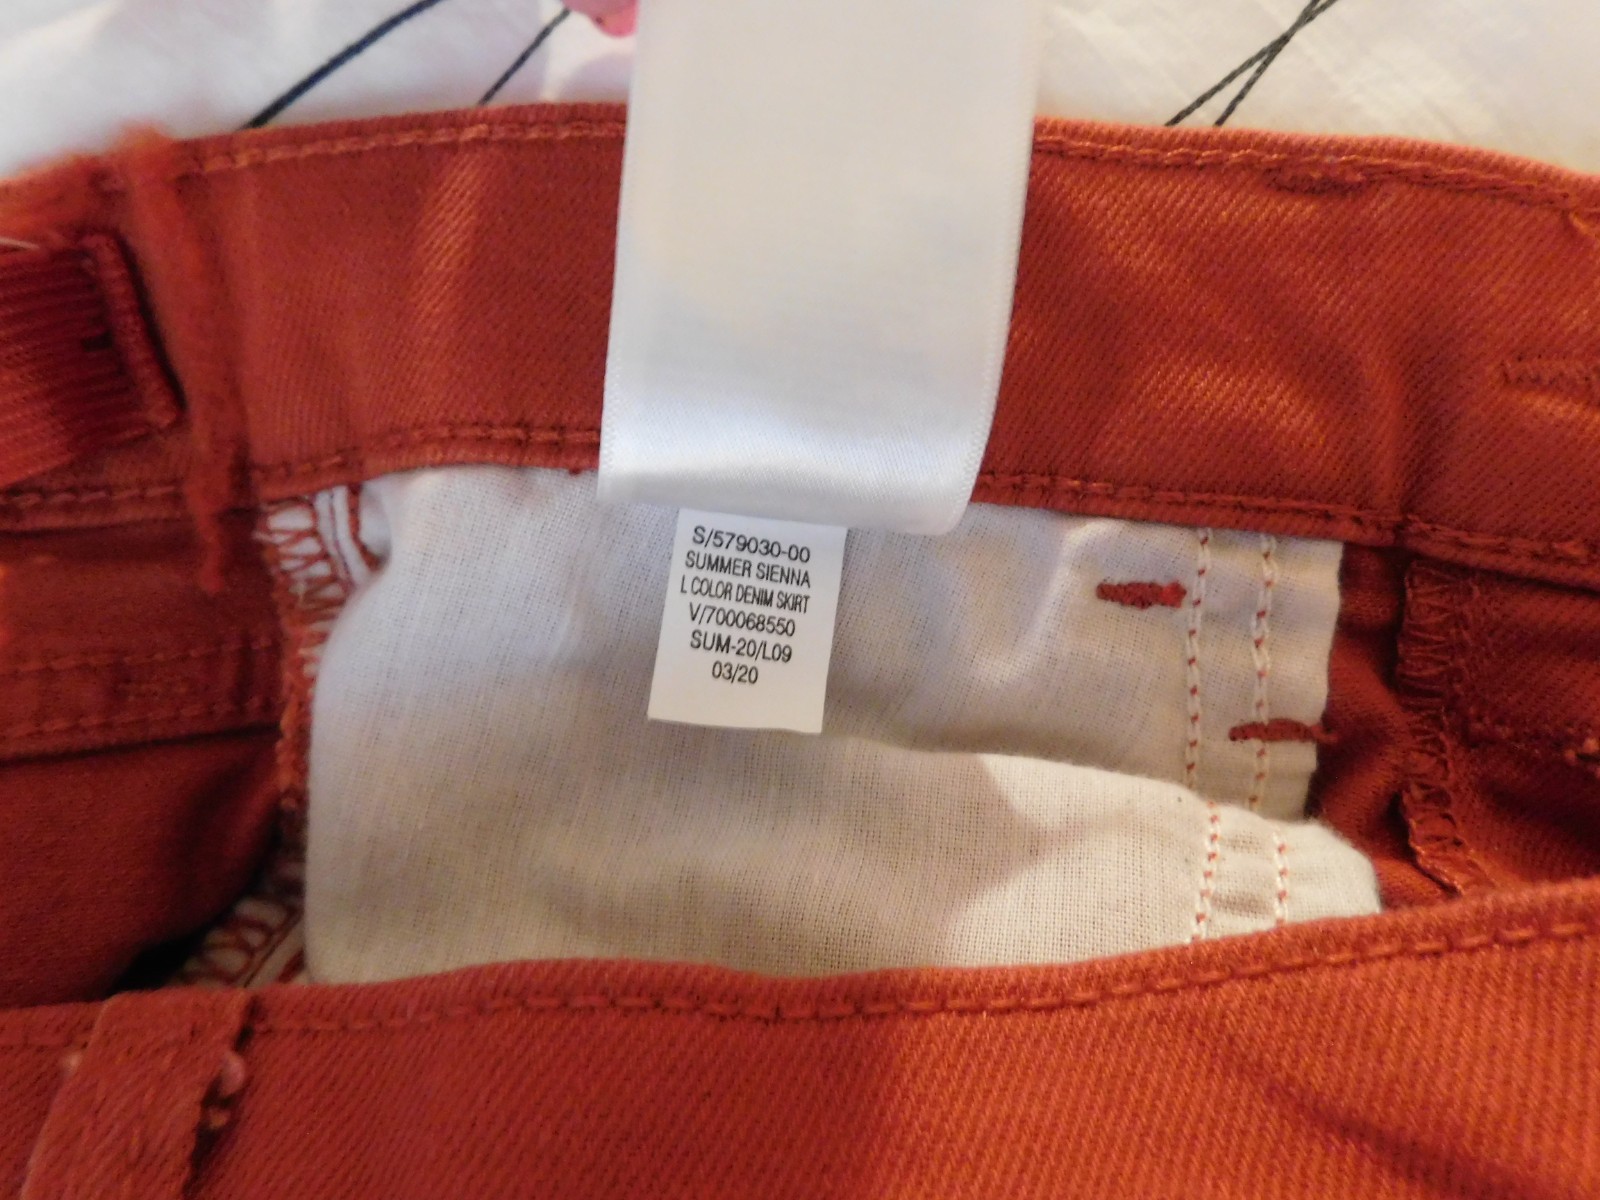 S/579030-00
SUMMER SIENNA
L COLOR DENIM SKIRT
V/700068550
SUM-20/L09
03/20